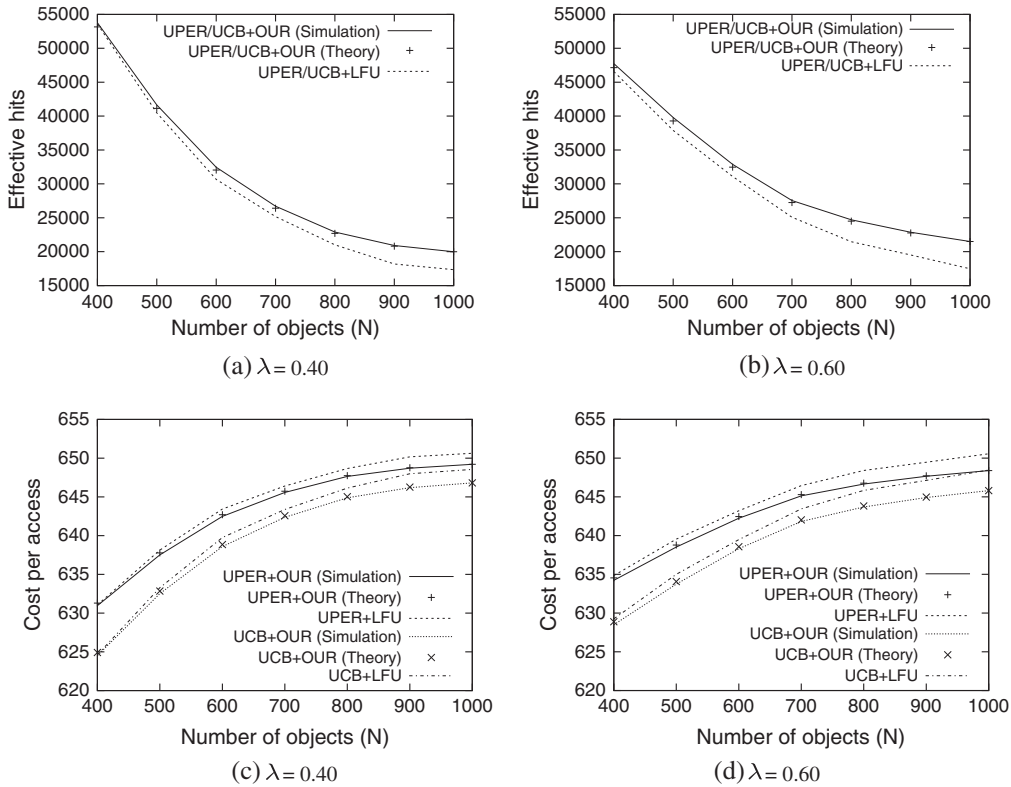 55000
50000
45000
40000
35000
30000
25000
20000
15000
Effective hits
UPER/UCB+OUR (Simulation)
UPER/UCB+OUR (Theory)
UPER/UCB+LFU
400 500 600 700 800 900 1000
Number of objects (N)
(a) λ = 0.40
55000
50000
45000
40000
35000
30000
25000
20000
15000
Effective hits
UPER/UCB+OUR (Simulation)
UPER/UCB+OUR (Theory)
UPER/UCB+LFU
400 500 600 700 800 900 1000
Number of objects (N)
(b) λ = 0.60
655
650
645
640
635
630
625
620
Cost per access
UPER+OUR (Simulation)
UPER+OUR (Theory)
UPER+LFU
UCB+OUR (Simulation)
UCB+OUR (Theory)
UCB+LFU
400 500 600 700 800 900 1000
Number of objects (N)
(c) λ = 0.40
655
650
645
640
635
630
625
620
Cost per access
UPER+OUR (Simulation)
UPER+OUR (Theory)
UPER+LFU
UCB+OUR (Simulation)
UCB+OUR (Theory)
UCB+LFU
400 500 600 700 800 900 1000
Number of objects (N)
(d) λ = 0.60